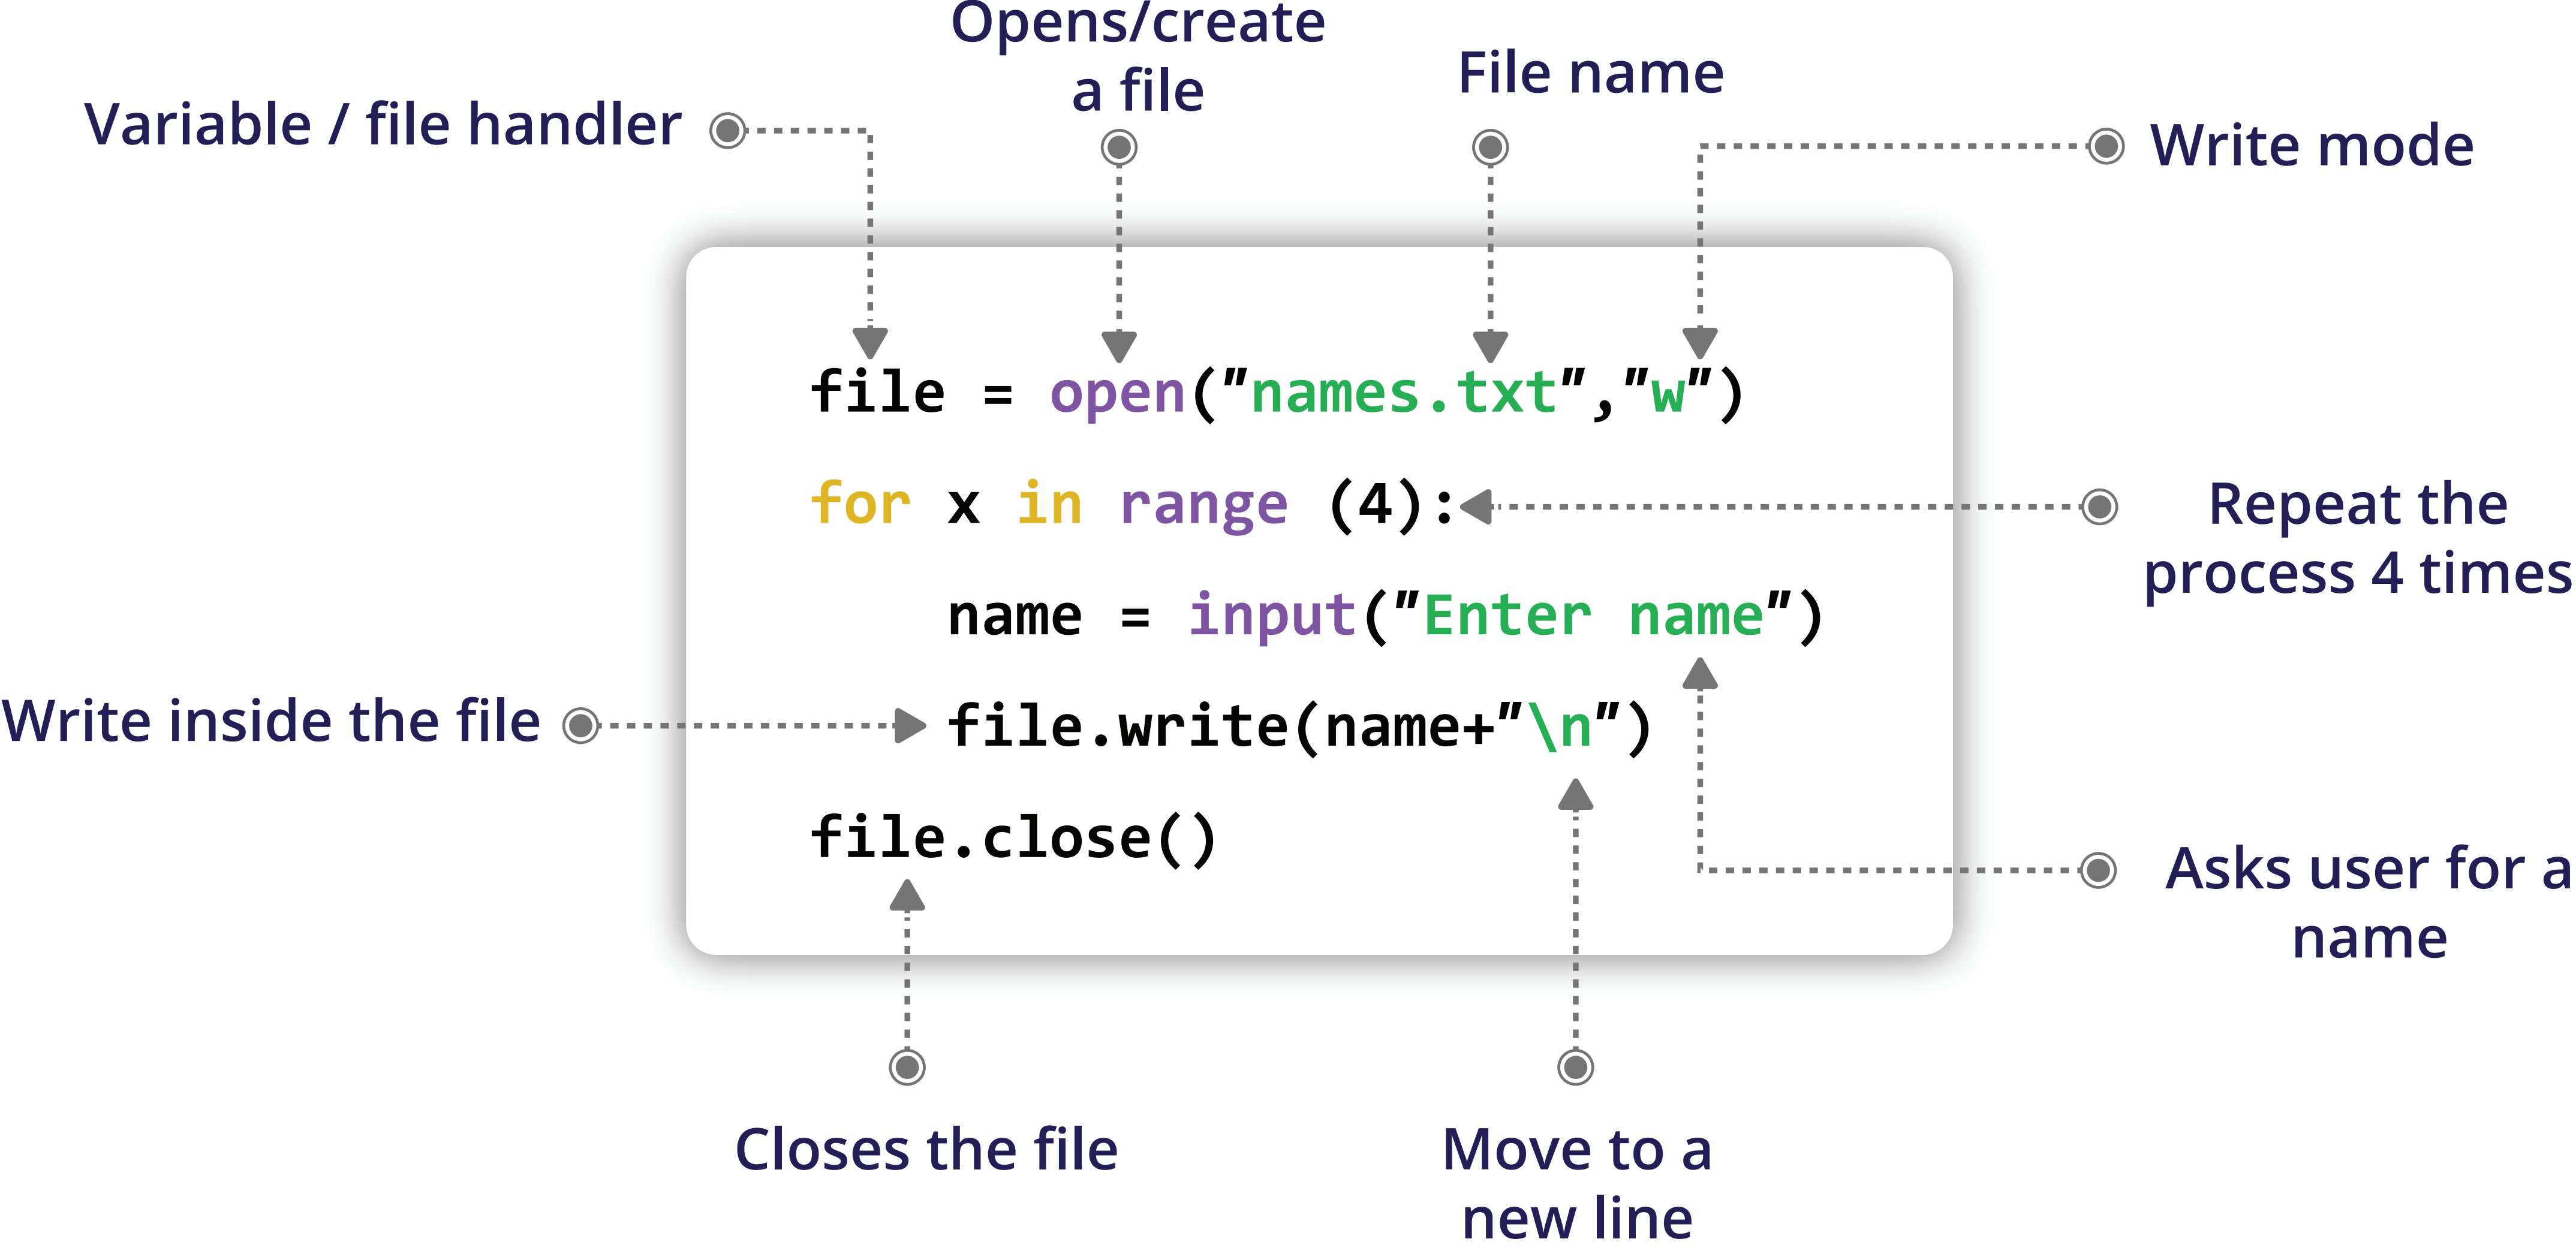 Opens/create
a file
File name
Variable / file handler
Write mode
file = open("names.txt","w")
for x in range (4):
Repeat the
process 4 times
name = input("Enter name")
Write inside the file
file.write(name+"\n")
file.close()
Asks user for a
name
Closes the file
Move to a
new line